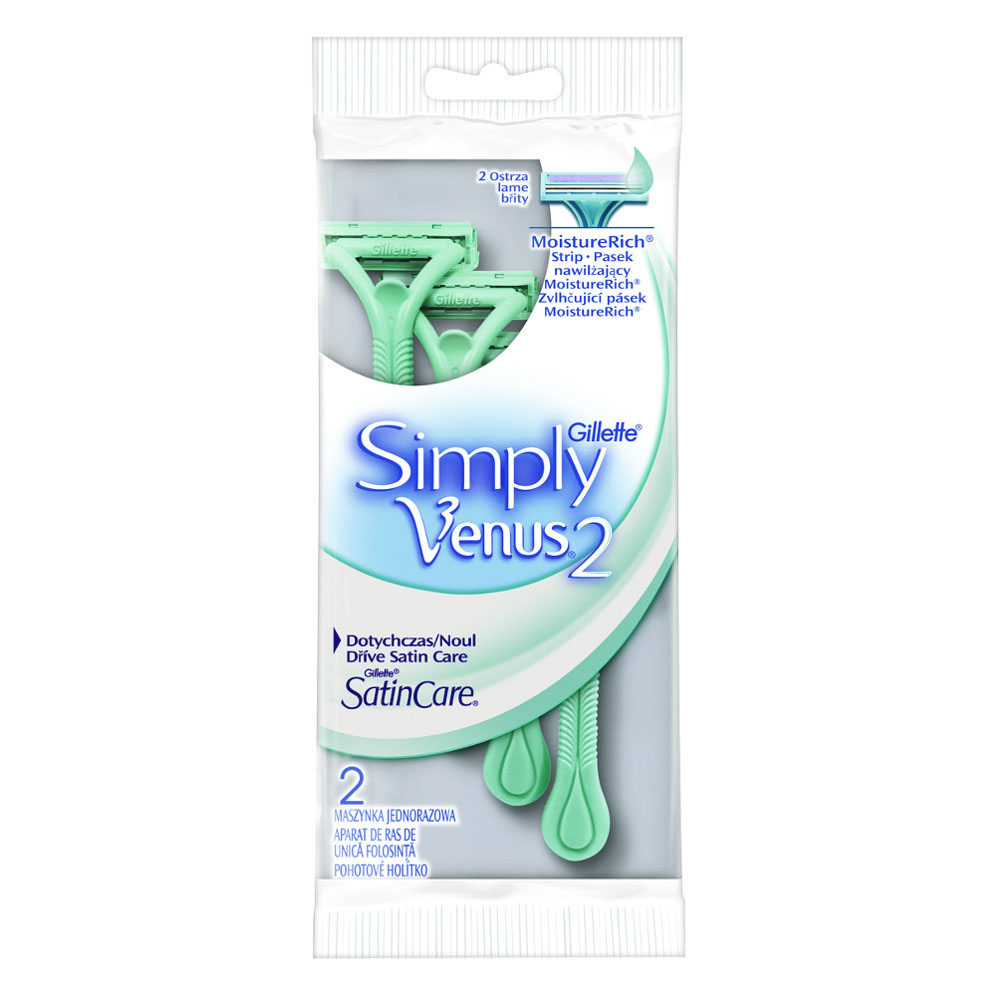 2 Ostrza
lame
břity
MoistureRich®
Strip • Pasek
nawilżający
MoistureRich®
Zvlhčující pásek
MoistureRich®
Gillette
Gillette
Gillette®
Simply
Venus®2
Dotychczas/Noul
Dříve Satin Care
Gillette®
SatinCare®
2
MASZYNKA JEDNORAZOWA
APARAT DE RAS DE
UNICĂ FOLOSINȚĂ
POHOTOVÉ HOLÍTKO